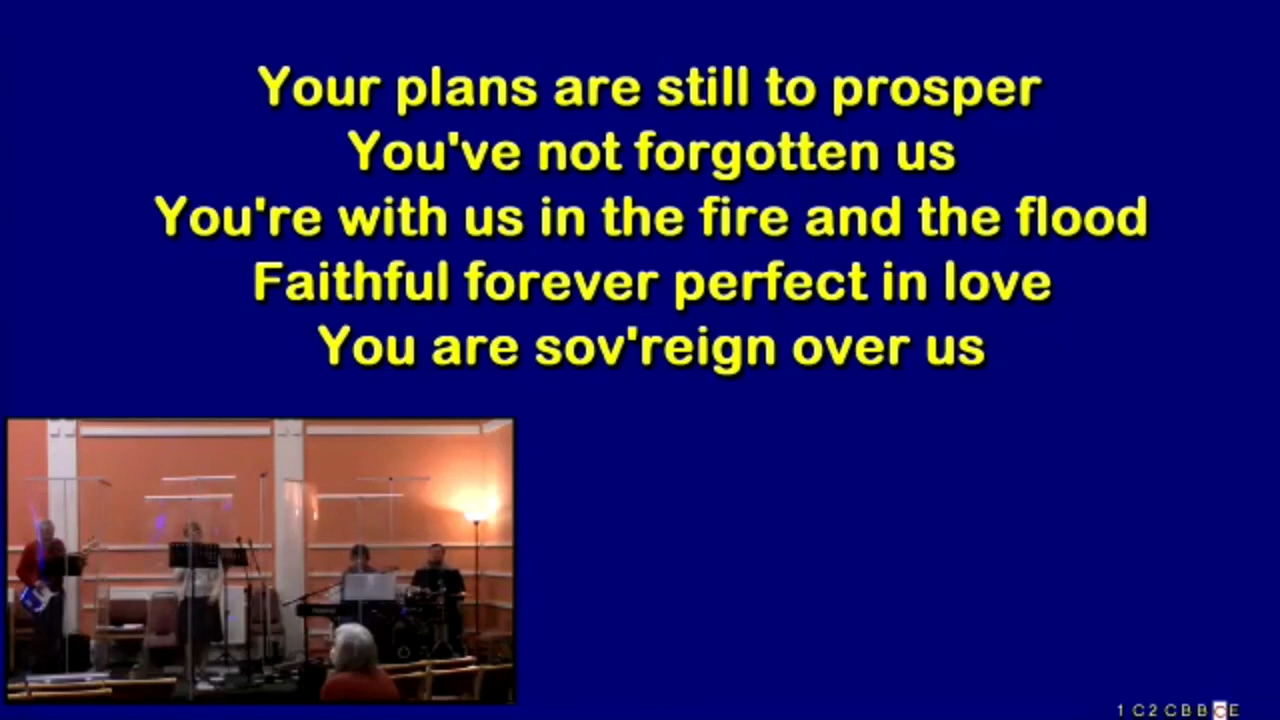 Your plans are still to prosper
You've not forgotten us
You're with us in the fire and the flood
Faithful forever perfect in love
You are sov'reign over us
1 C 2 C B B C E